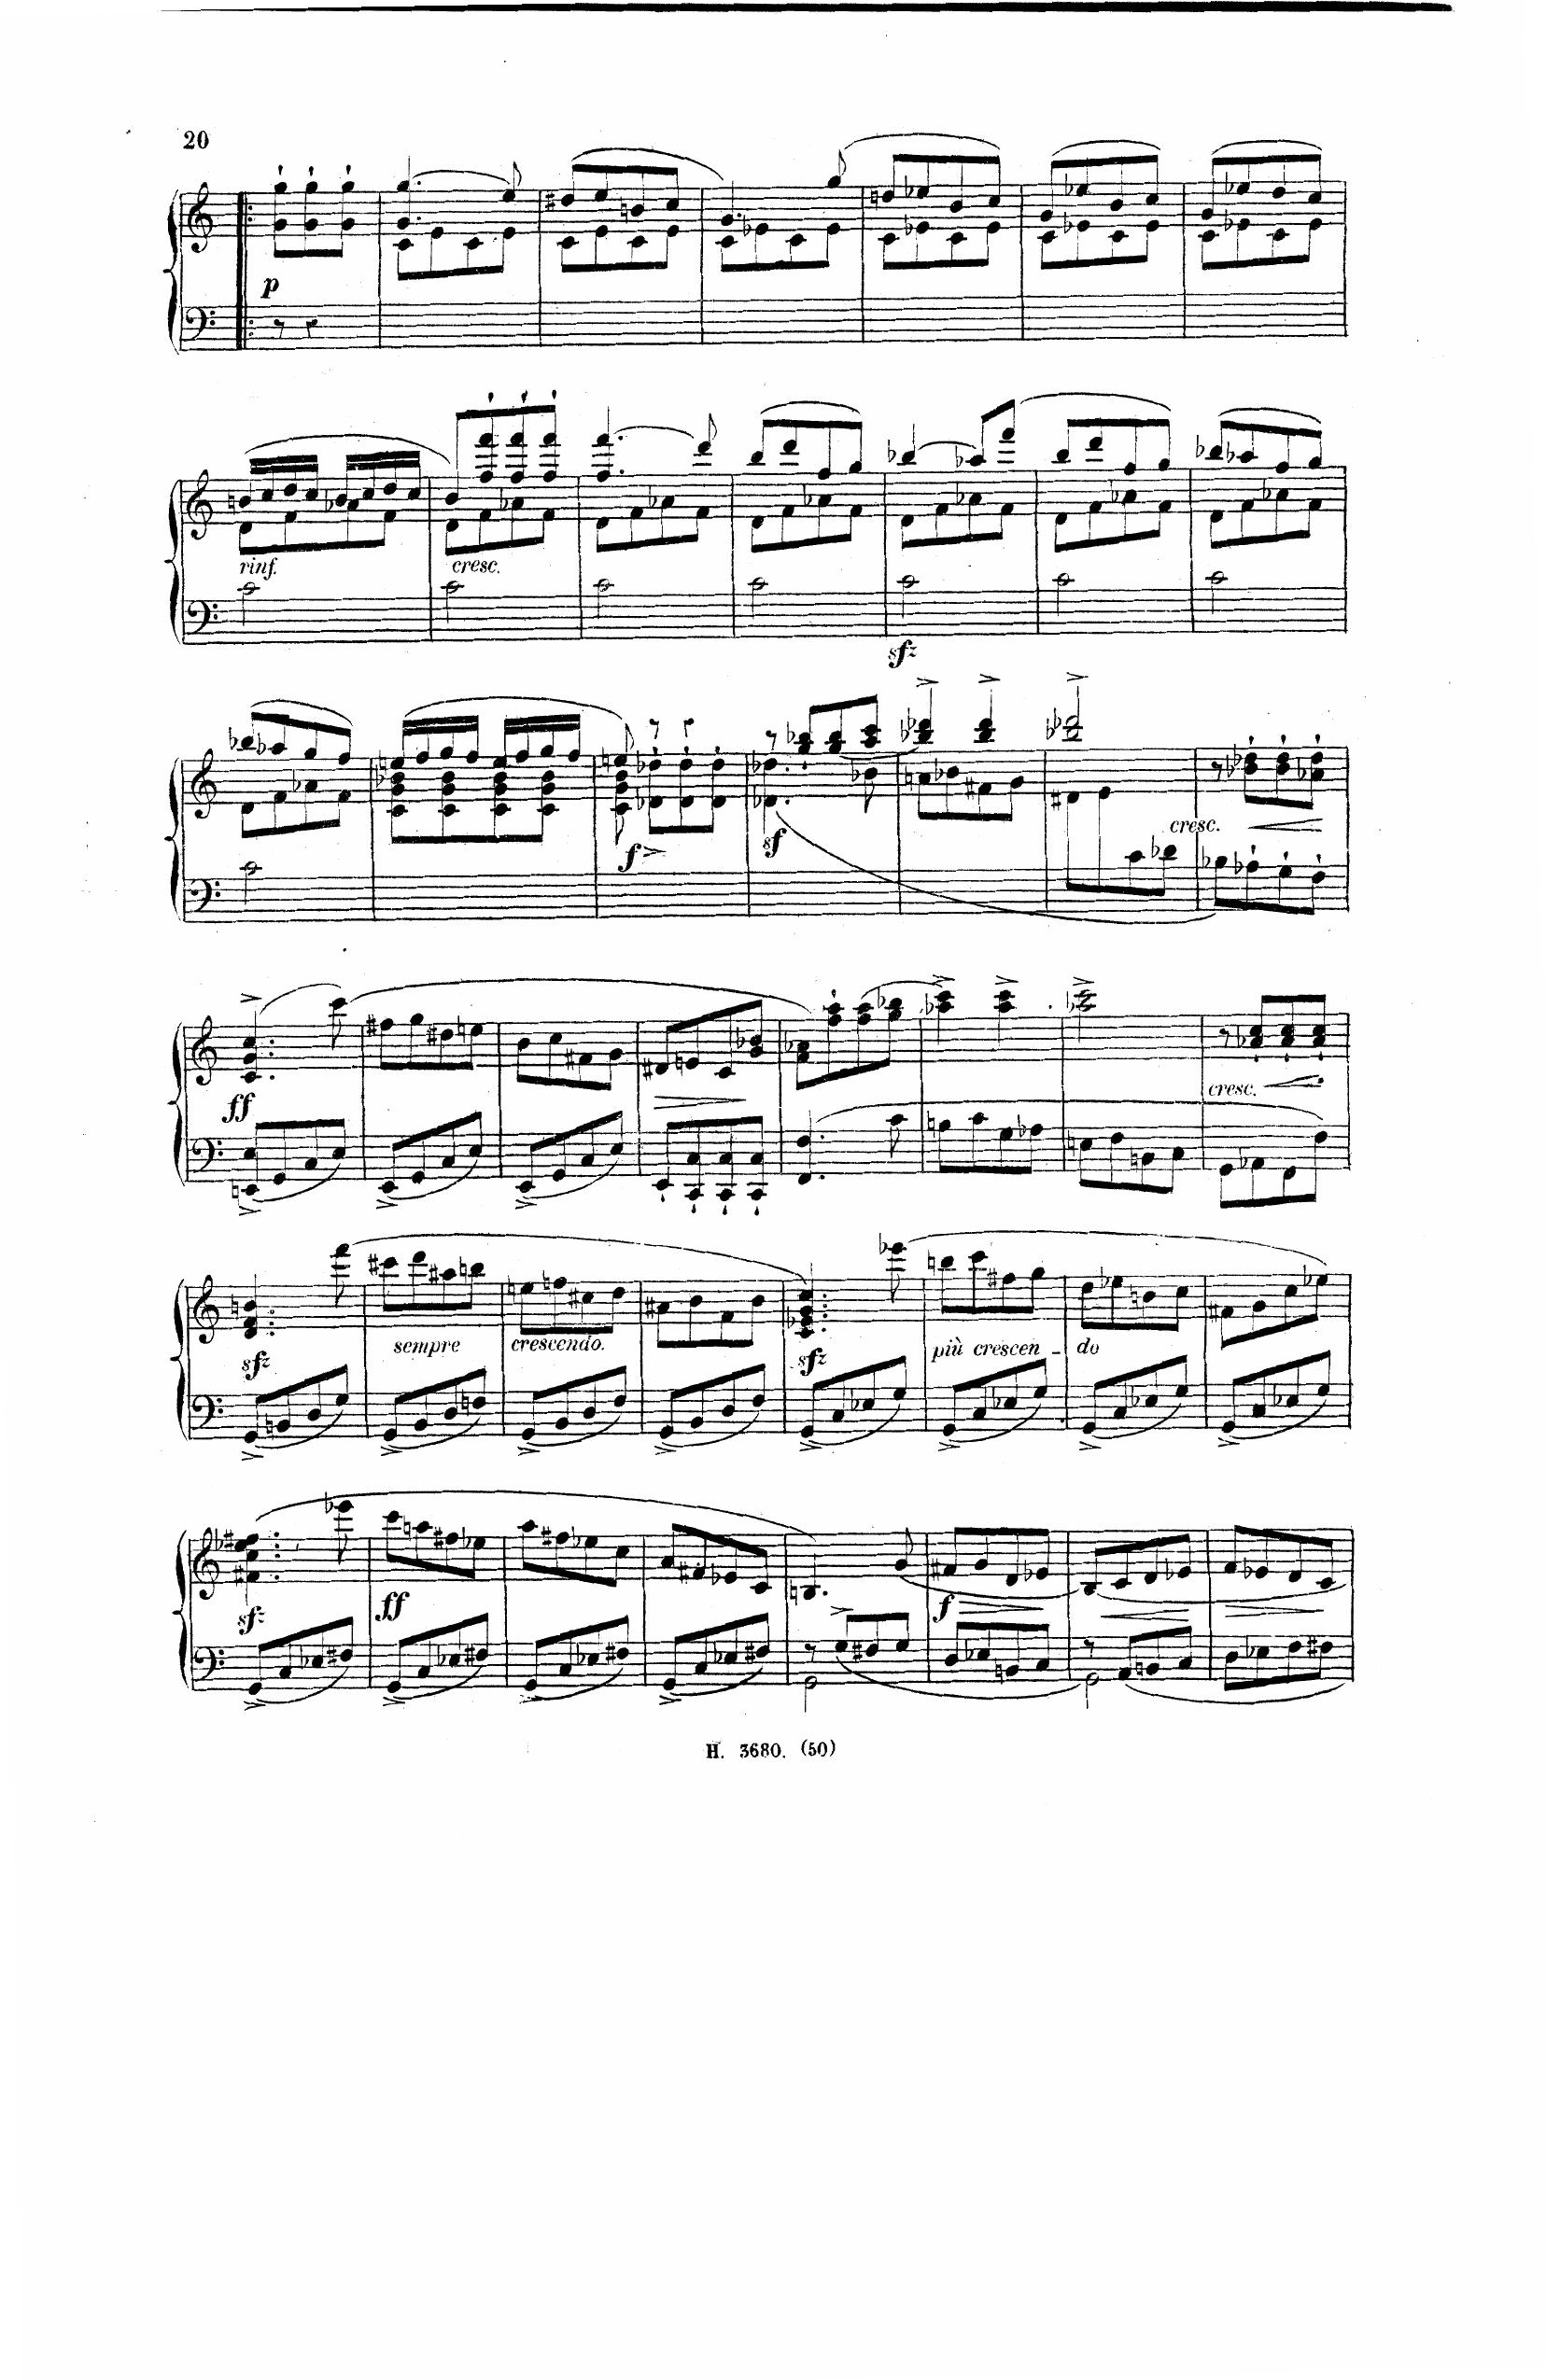 20
p
rinf. cresc.
sfz
f sf cresc.
ff cresc.
sfz sempre crescendo. sfz più crescen - do
sfz ff f
H. 3680. (50)